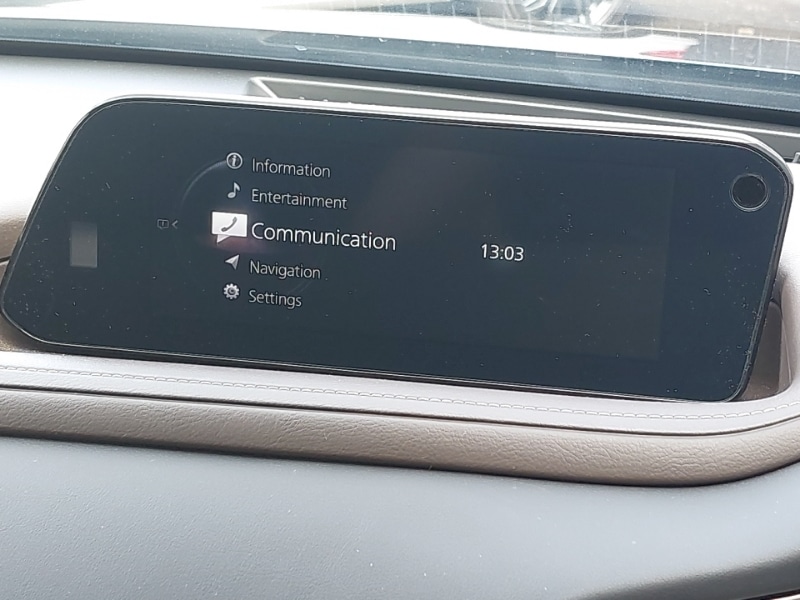 Information
Entertainment
Communication
13:03
Navigation
Settings